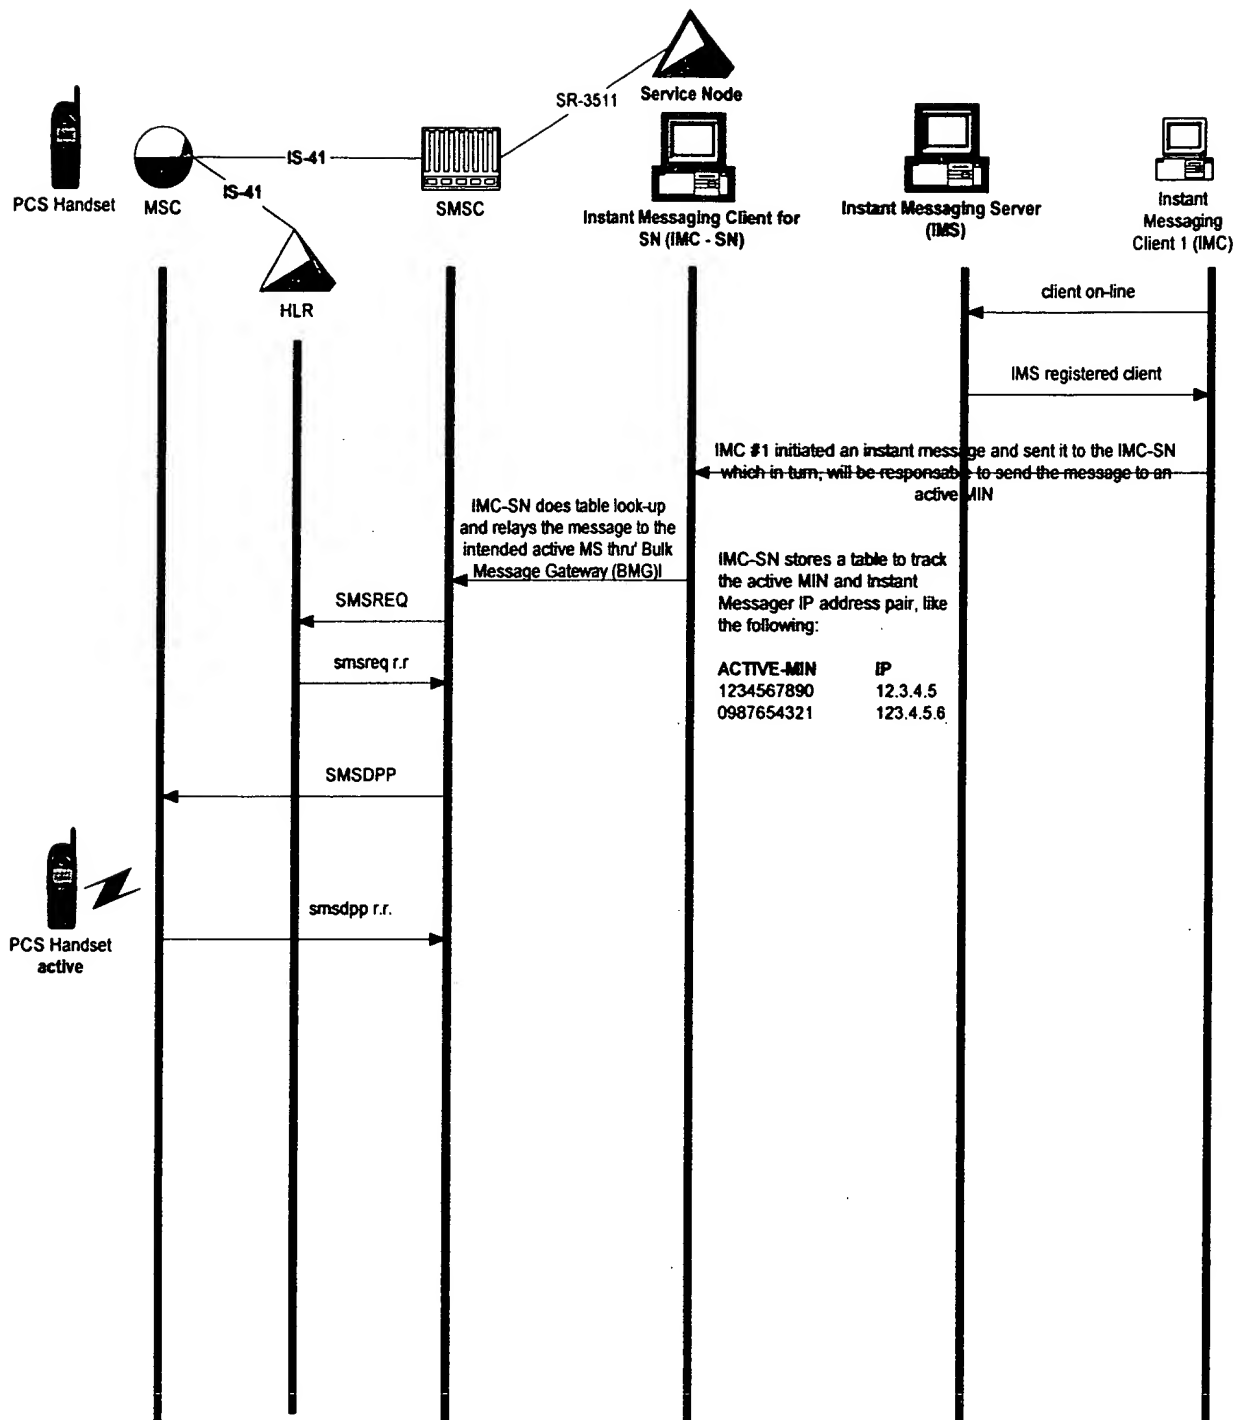 SR-3511
Service Node
IS-41
IS-41
PCS Handset
MSC
SMSC
Instant Messaging Client for
SN (IMC - SN)
Instant Messaging Server
(IMS)
Instant
Messaging
Client 1 (IMC)
HLR
client on-line
IMS registered client
IMC #1 initiated an instant message and sent it to the IMC-SN
which in turn, will be responsable to send the message to an
active MIN
IMC-SN does table look-up
and relays the message to the
intended active MS thru' Bulk
Message Gateway (BMG)l
IMC-SN stores a table to track
the active MIN and Instant
Messager IP address pair, like
the following:
ACTIVE-MIN IP
1234567890 12.3.4.5
0987654321 123.4.5.6
SMSREQ
smsreq r.r
SMSDPP
smsdpp r.r.
PCS Handset
active